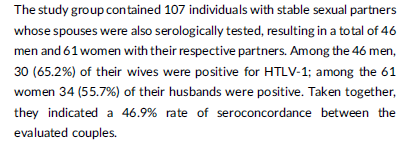 The study group contained 107 individuals with stable sexual partners
whose spouses were also serologically tested, resulting in a total of 46
men and 61 women with their respective partners. Among the 46 men,
30 (65.2%) of their wives were positive for HTLV-1; among the 61
women 34 (55.7%) of their husbands were positive. Taken together,
they indicated a 46.9% rate of seroconcordance between the
evaluated couples.